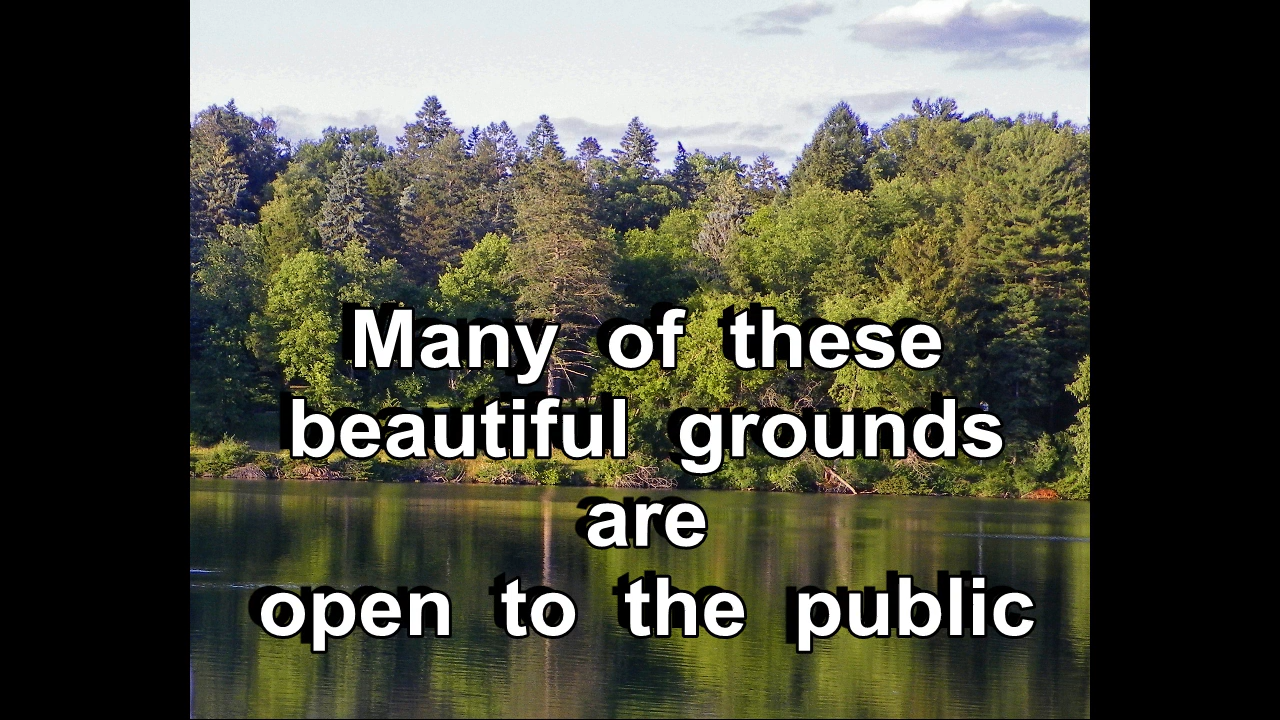 Many of these
beautiful grounds
are
open to the public